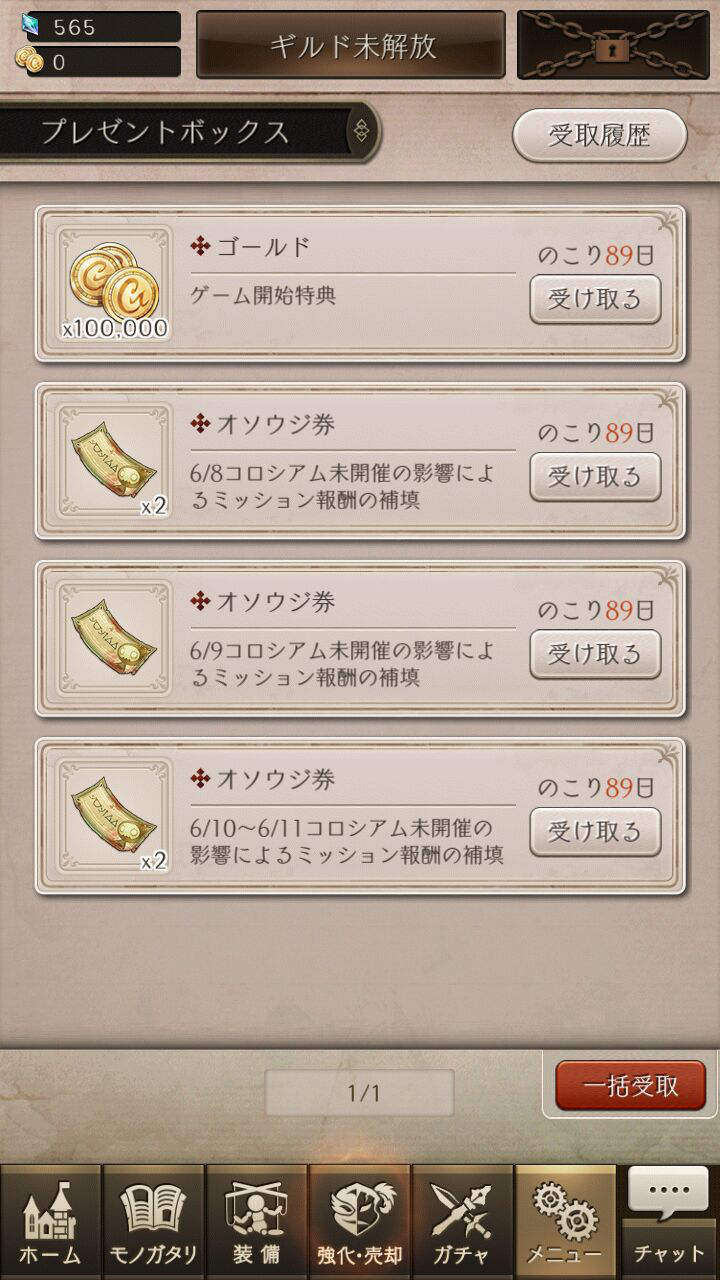 565
0
ギルド未解放
プレゼントボックス
受取履歴
ゴールド
のこり89日
ゲーム開始特典
受け取る
x100,000
オソウジ券
のこり89日
6/8コロシアム未開催の影響によ
るミッション報酬の補填
受け取る
x2
オソウジ券
のこり89日
6/9コロシアム未開催の影響によ
るミッション報酬の補填
受け取る
オソウジ券
のこり89日
6/10～6/11コロシアム未開催の
影響によるミッション報酬の補填
受け取る
x2
1/1
一括受取
ホーム
モノガタリ
装備
強化・売却
ガチャ
メニュー
チャット